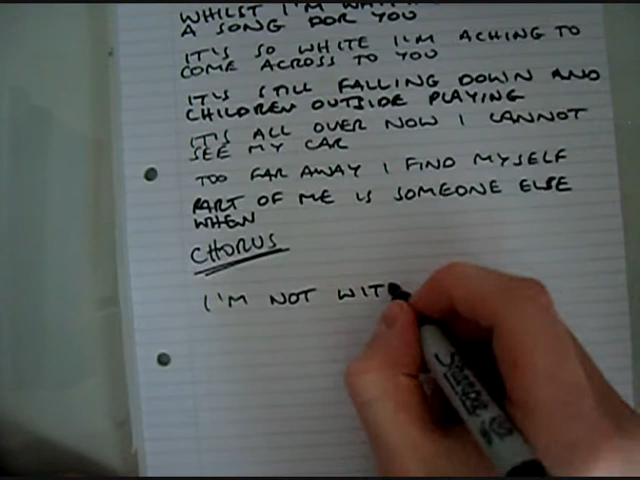 WHILST I'M
A SONG FOR YOU
IT'S SO WHITE I'M ACHING TO
COME ACROSS TO YOU
IT'S STILL FALLING DOWN AND
CHILDREN OUTSIDE PLAYING
IT'S ALL OVER NOW I CANNOT
SEE MY CAR
TOO FAR AWAY I FIND MYSELF
PART OF ME IS SOMEONE ELSE
WHEN
CHORUS
I'M NOT WIT
Sharpie